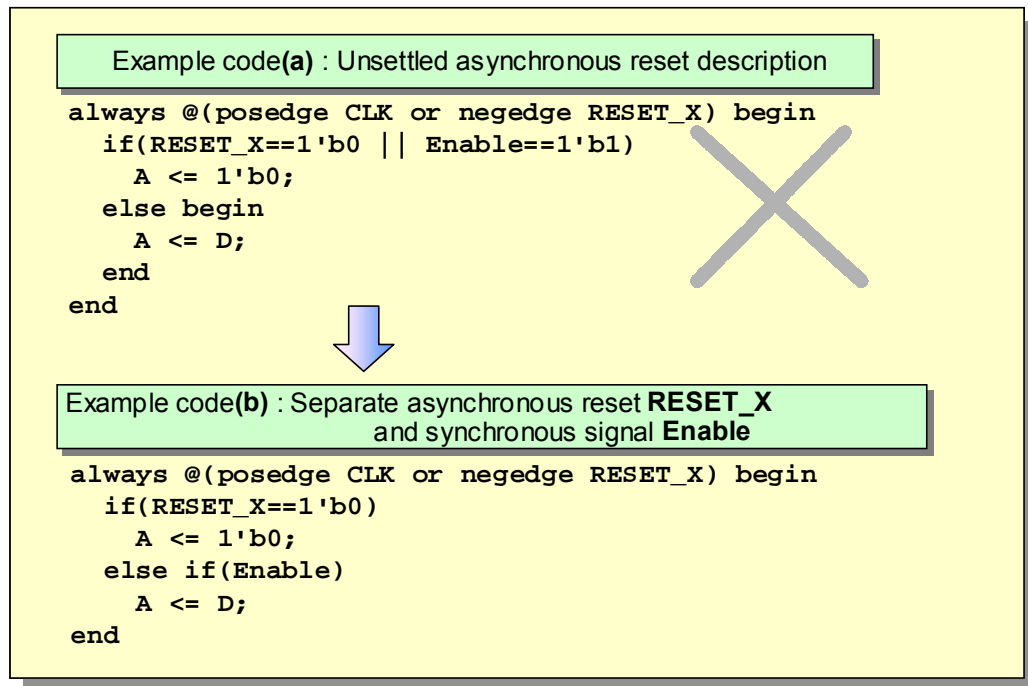 Example code(a) : Unsettled asynchronous reset description
always @(posedge CLK or negedge RESET_X) begin
if(RESET_X==1'b0 || Enable==1'b1)
A <= 1'b0;
else begin
A <= D;
end
end
Example code(b) : Separate asynchronous reset RESET_X
and synchronous signal Enable
always @(posedge CLK or negedge RESET_X) begin
if(RESET_X==1'b0)
A <= 1'b0;
else if(Enable)
A <= D;
end